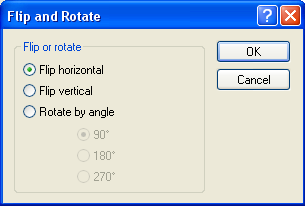 Flip and Rotate
Flip or rotate
Flip horizontal
Flip vertical
Rotate by angle
90°
180°
270°
OK
Cancel